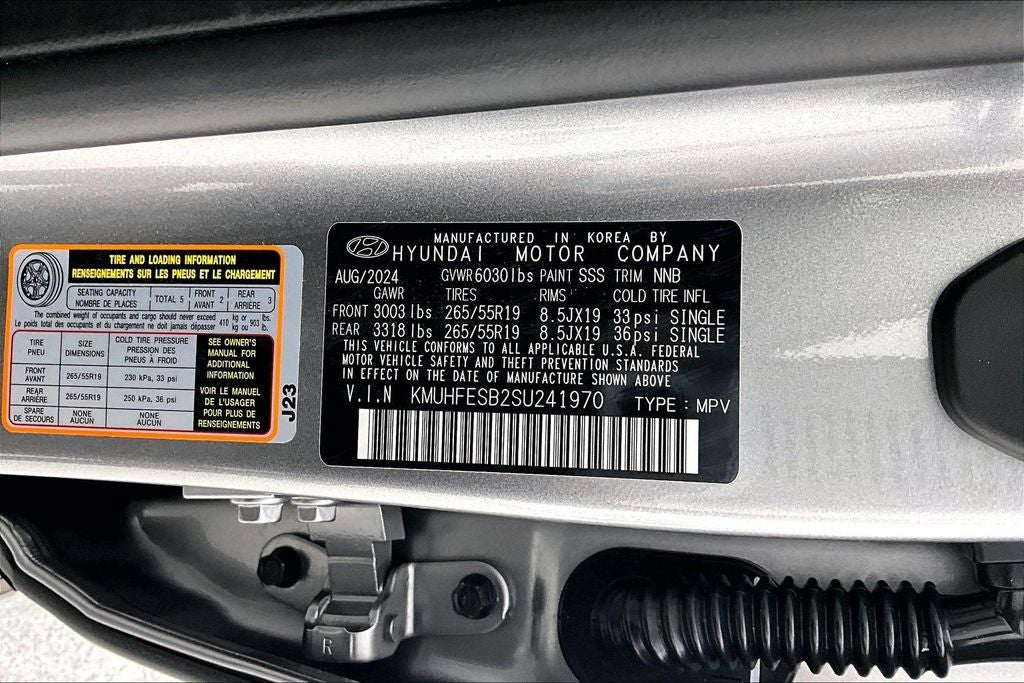 TIRE AND LOADING INFORMATION
RENSEIGNEMENTS SUR LES PNEUS ET LE CHARGEMENT
SEATING CAPACITY
NOMBRE DE PLACES
TOTAL 5
FRONT
AVANT
2
REAR
ARRIÈRE
3
The combined weight of occupants and cargo should never exceed
Le poids total des occupants et du chargement ne doit jamais dépasser
410 kg or 903 lbs.
kg ou lb.
TIRE
PNEU
SIZE
DIMENSIONS
COLD TIRE PRESSURE
PRESSION DES
PNEUS À FROID
FRONT
AVANT
265/55R19
230 kPa, 33 psi
REAR
ARRIÈRE
265/55R19
250 kPa, 36 psi
SPARE
DE SECOURS
NONE
AUCUN
NONE
AUCUN
SEE OWNER'S
MANUAL FOR
ADDITIONAL
INFORMATION
VOIR LE MANUEL
DE L'USAGER
POUR PLUS DE
RENSEIGNEMENTS
J23
MANUFACTURED IN KOREA BY
HYUNDAI MOTOR COMPANY
AUG/2024 GVWR 6030lbs PAINT SSS TRIM NNB
GAWR TIRES RIMS COLD TIRE INFL
FRONT 3003 lbs 265/55R19 8.5JX19 33psi SINGLE
REAR 3318 lbs 265/55R19 8.5JX19 36psi SINGLE
THIS VEHICLE CONFORMS TO ALL APPLICABLE U.S.A. FEDERAL
MOTOR VEHICLE SAFETY AND THEFT PREVENTION STANDARDS
IN EFFECT ON THE DATE OF MANUFACTURE SHOWN ABOVE
V.I.N KMUHFESB2SU241970 TYPE : MPV
R